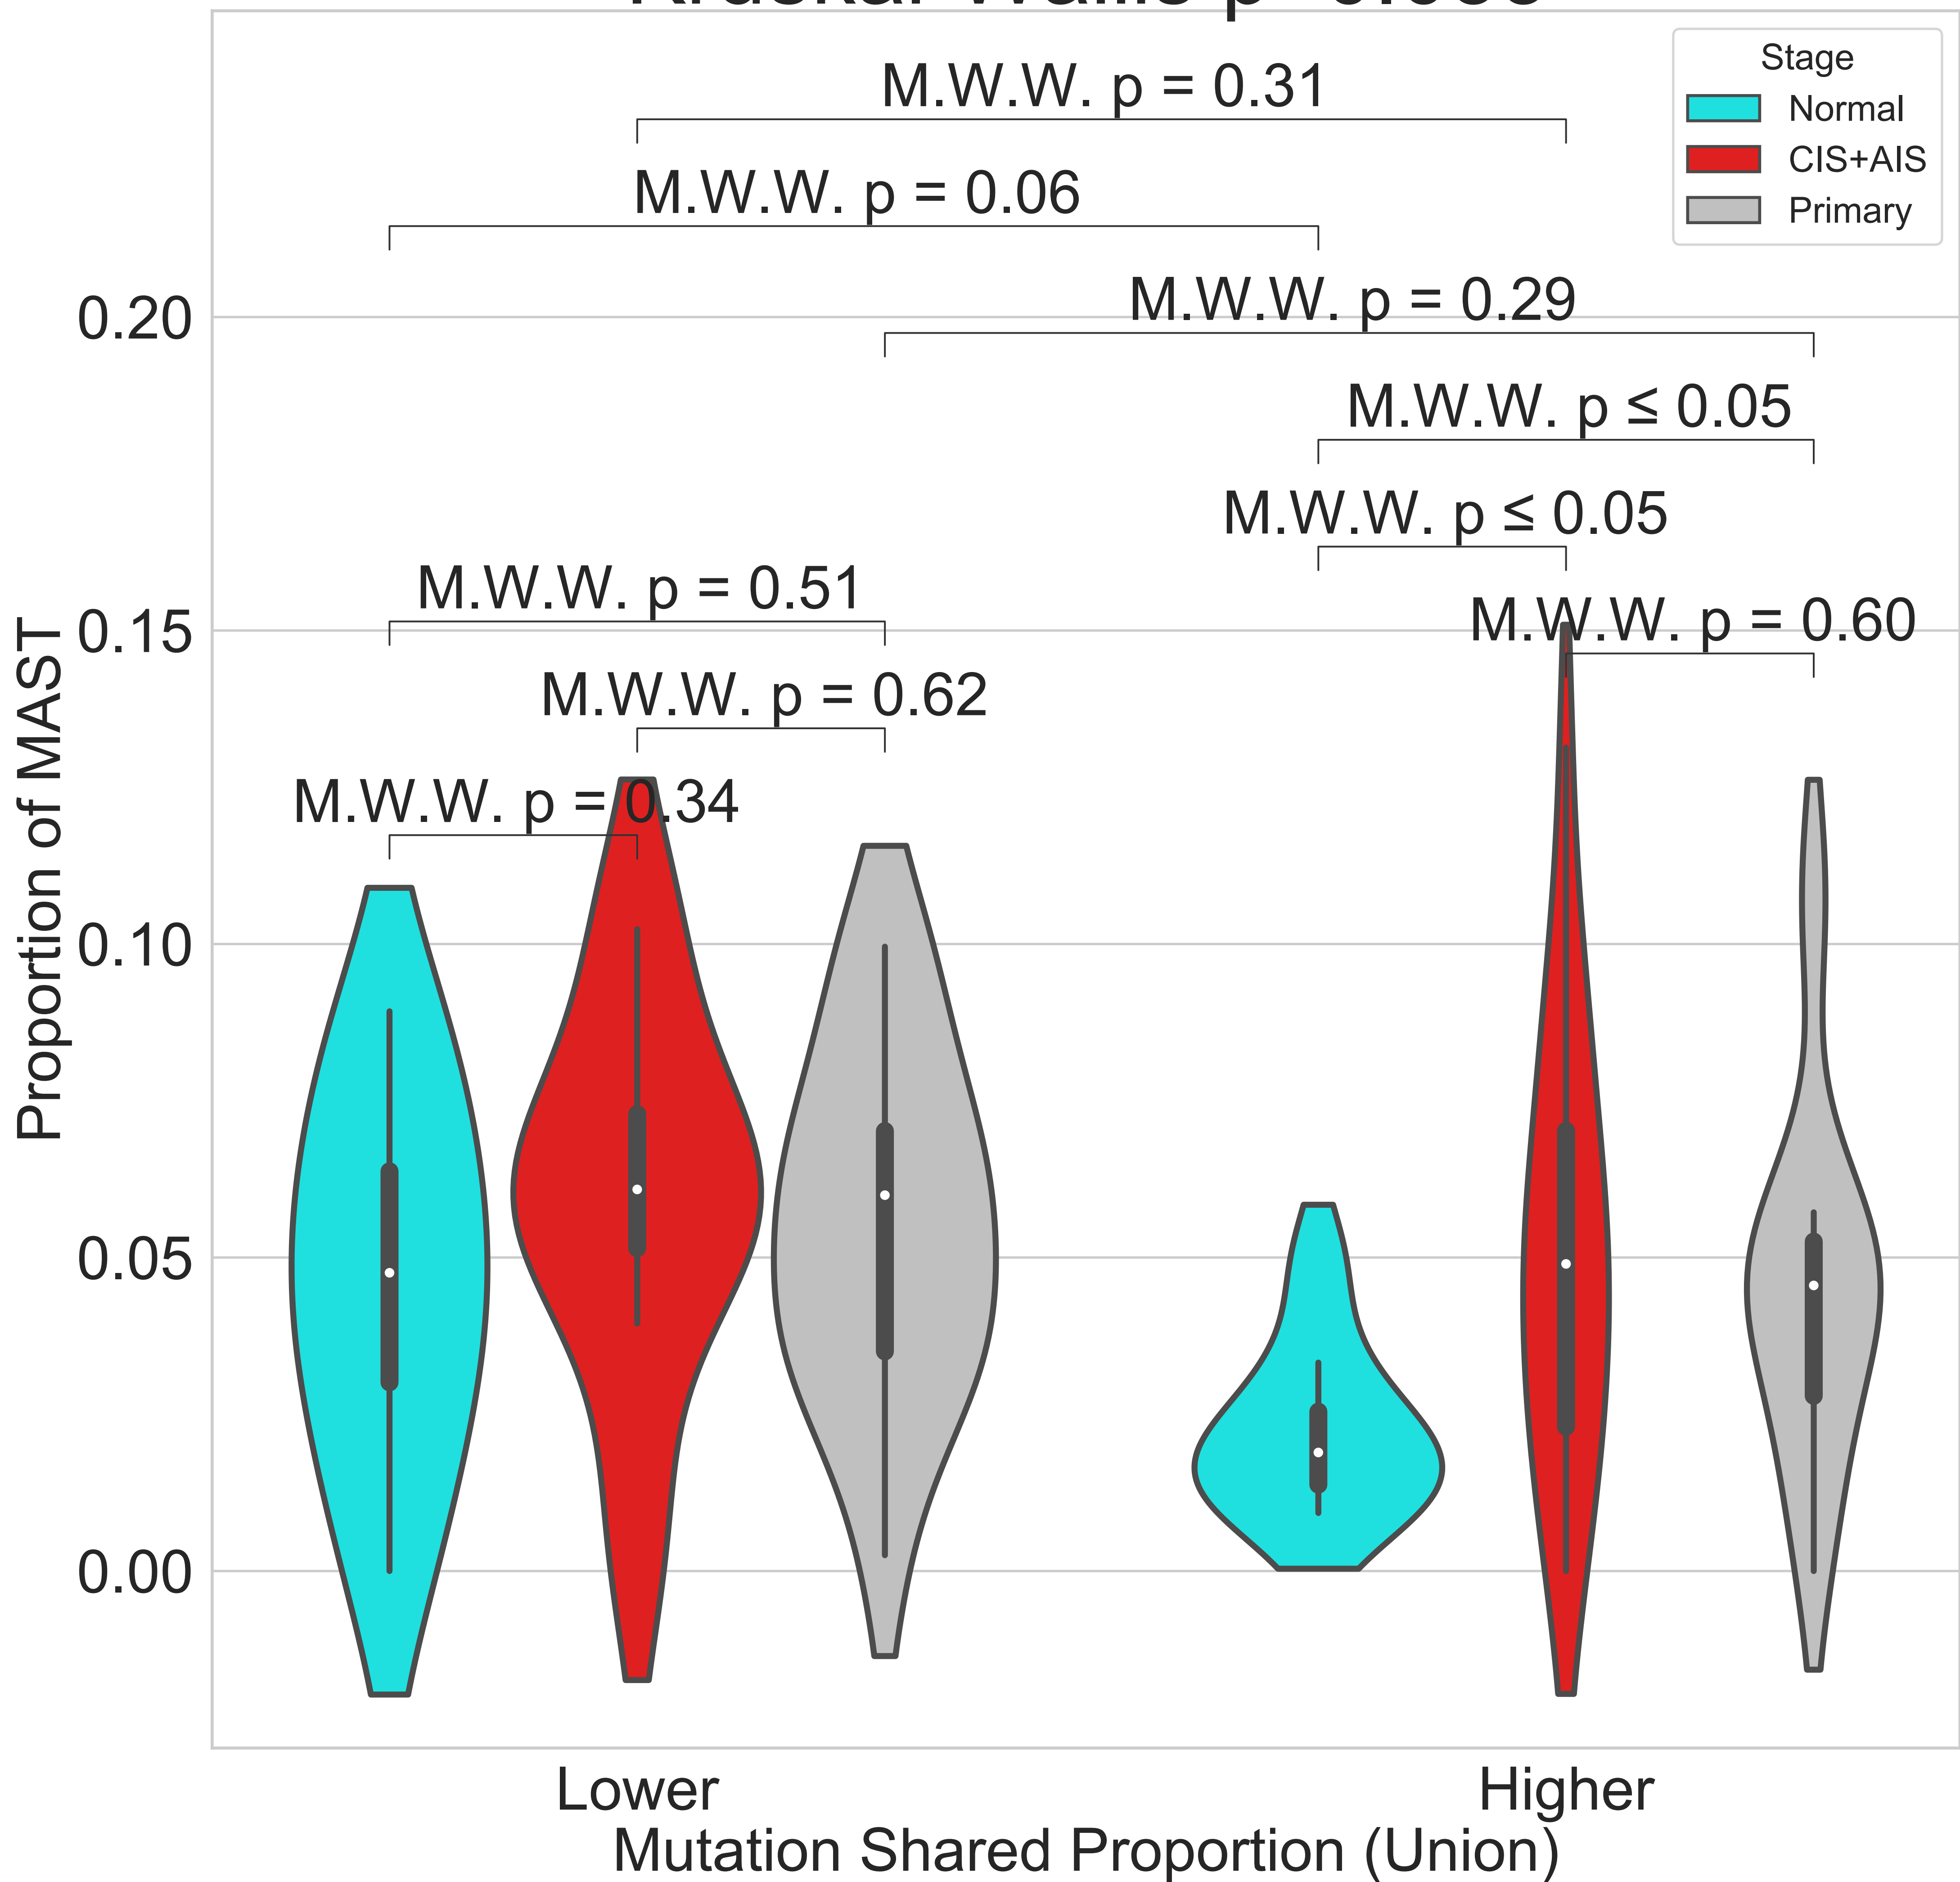 Stage
Normal
CIS+AIS
Primary
M.W.W. p = 0.31
M.W.W. p = 0.06
M.W.W. p = 0.29
M.W.W. p ≤ 0.05
M.W.W. p ≤ 0.05
M.W.W. p = 0.51
M.W.W. p = 0.60
M.W.W. p = 0.62
M.W.W. p = 0.34
0.20
0.15
0.10
0.05
0.00
Proportion of MAST
Lower
Higher
Mutation Shared Proportion (Union)